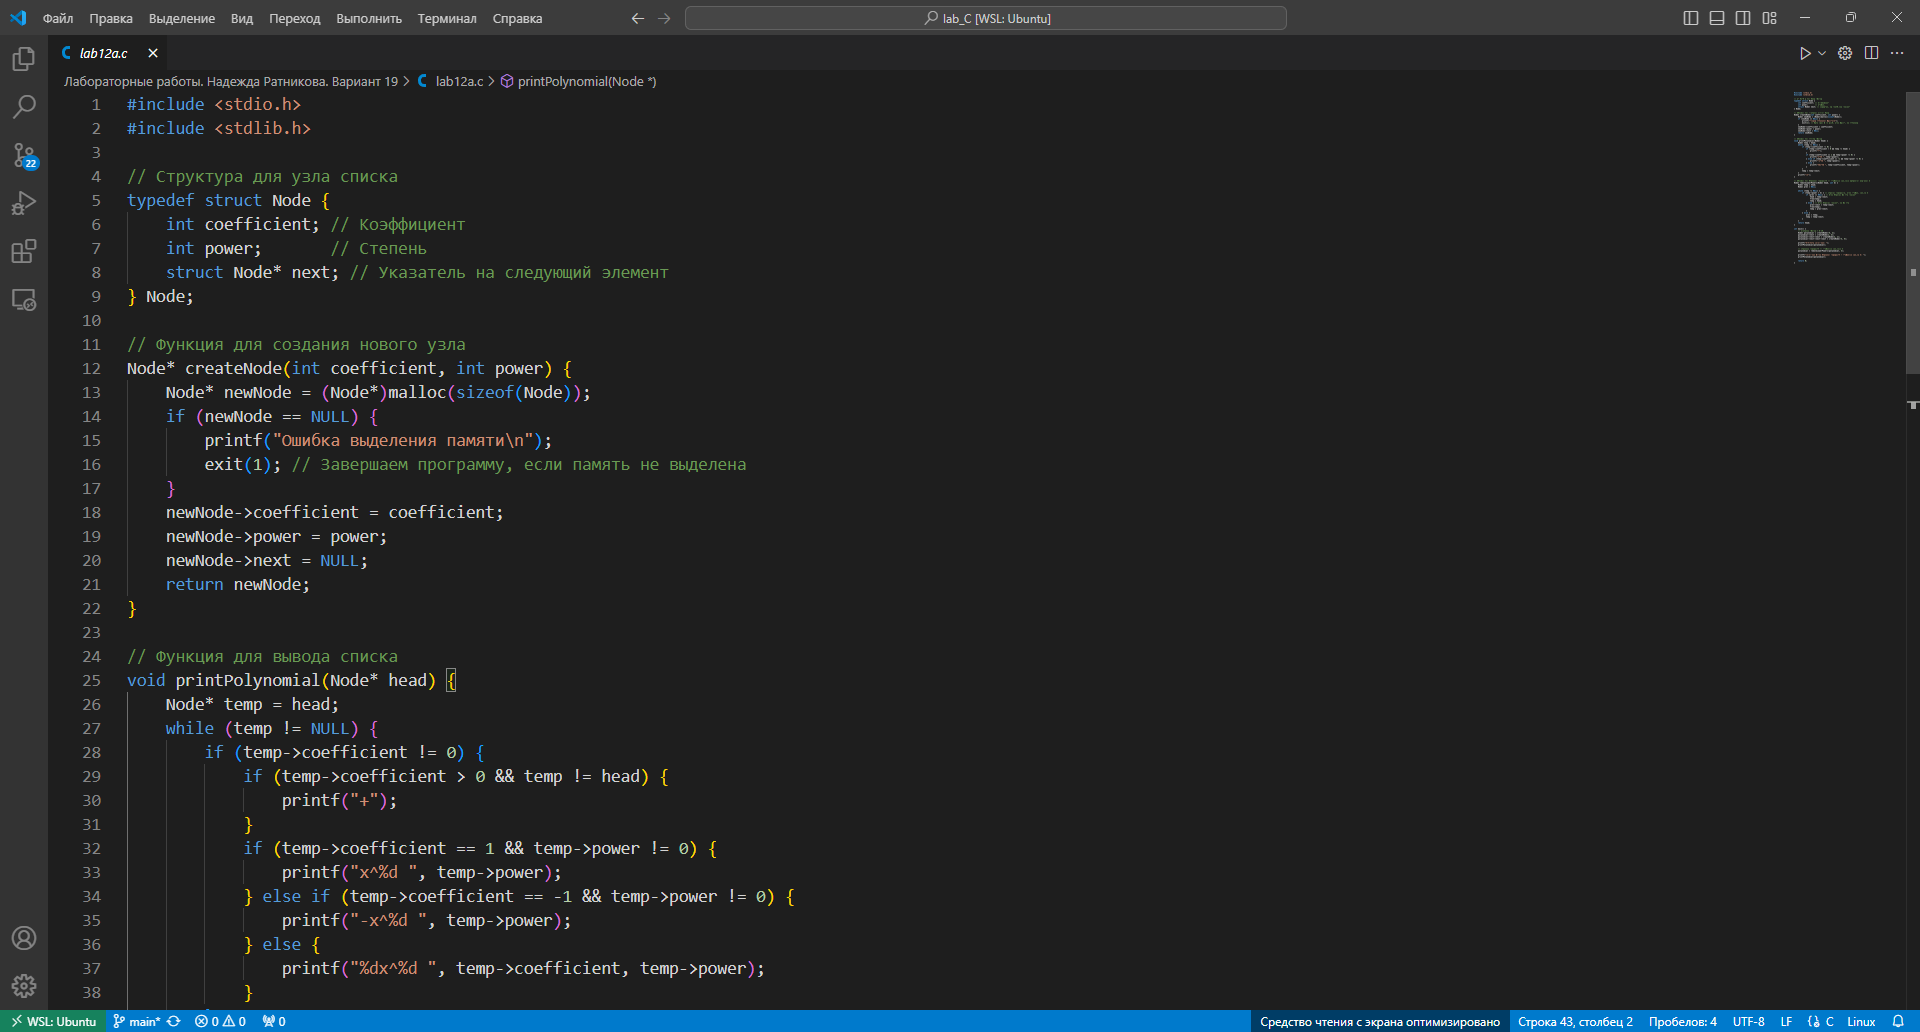 Файл Правка Выделение Вид Переход Выполнить Терминал Справка lab_C [WSL: Ubuntu]
lab12a.c
Лабораторные работы. Надежда Ратникова. Вариант 19 > lab12a.c > printPolynomial(Node *)
1 #include <stdio.h>
2 #include <stdlib.h>
3
4 // Структура для узла списка
5 typedef struct Node {
6 int coefficient; // Коэффициент
7 int power; // Степень
8 struct Node* next; // Указатель на следующий элемент
9 } Node;
10
11 // Функция для создания нового узла
12 Node* createNode(int coefficient, int power) {
13 Node* newNode = (Node*)malloc(sizeof(Node));
14 if (newNode == NULL) {
15 printf("Ошибка выделения памяти\n");
16 exit(1); // Завершаем программу, если память не выделена
17 }
18 newNode->coefficient = coefficient;
19 newNode->power = power;
20 newNode->next = NULL;
21 return newNode;
22 }
23
24 // Функция для вывода списка
25 void printPolynomial(Node* head) {
26 Node* temp = head;
27 while (temp != NULL) {
28 if (temp->coefficient != 0) {
29 if (temp->coefficient > 0 && temp != head) {
30 printf("+");
31 }
32 if (temp->coefficient == 1 && temp->power != 0) {
33 printf("x^%d ", temp->power);
34 } else if (temp->coefficient == -1 && temp->power != 0) {
35 printf("-x^%d ", temp->power);
36 } else {
37 printf("%dx^%d ", temp->coefficient, temp->power);
38 }
22
WSL: Ubuntu main* 0 0 0 Средство чтения с экрана оптимизировано Строка 43, столбец 2 Пробелов: 4 UTF-8 LF {} C Linux